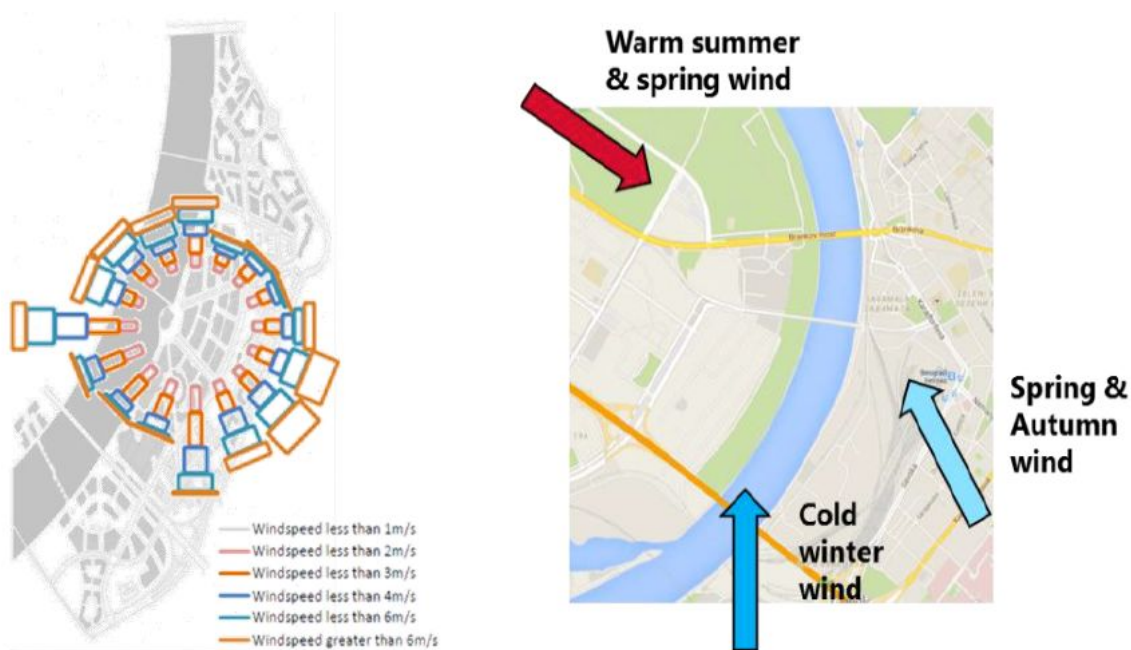 Warm summer
& spring wind
Spring &
Autumn
wind
Cold
winter
wind
Windspeed less than 1m/s
Windspeed less than 2m/s
Windspeed less than 3m/s
Windspeed less than 4m/s
Windspeed less than 6m/s
Windspeed greater than 6m/s
Brankov most
Brankova
Karađorđeva